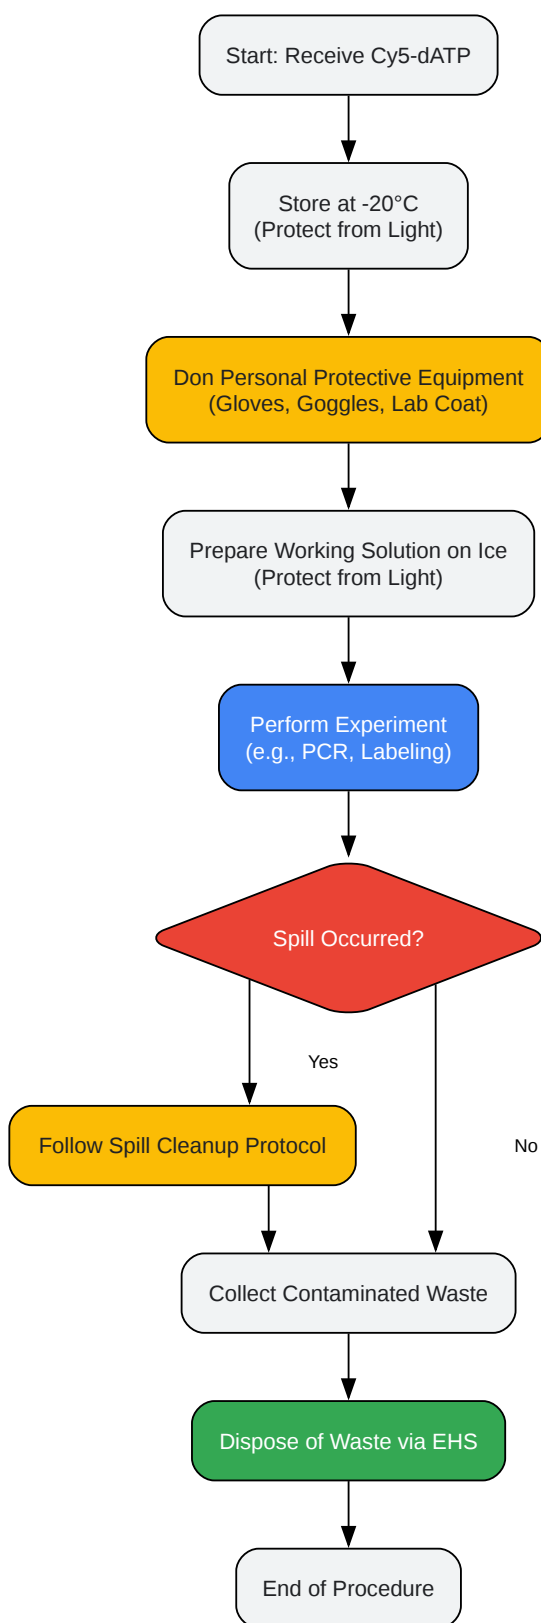 Start: Receive Cy5-dATP
Store at -20°C
(Protect from Light)
Don Personal Protective Equipment
(Gloves, Goggles, Lab Coat)
Prepare Working Solution on Ice
(Protect from Light)
Perform Experiment
(e.g., PCR, Labeling)
Spill Occurred?
Yes
Follow Spill Cleanup Protocol
No
Collect Contaminated Waste
Dispose of Waste via EHS
End of Procedure